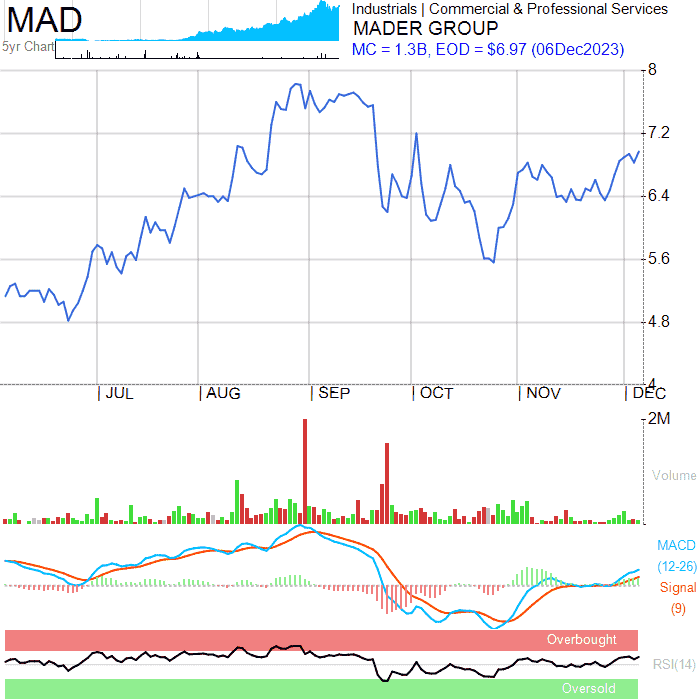 MAD
Industrials | Commercial & Professional Services
MADER GROUP
5yr Chart
MC = 1.3B, EOD = $6.97 (06Dec2023)
8
7.2
6.4
5.6
4.8
4
| JUL | AUG | SEP | OCT | NOV | DEC
2M
Volume
MACD
(12-26)
Signal
(9)
Overbought
RSI(14)
Oversold